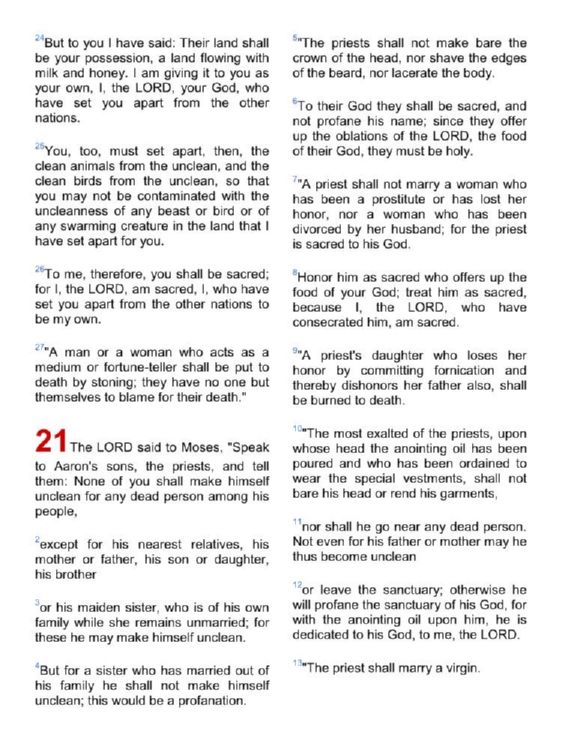 24But to you I have said: Their land shall
be your possession, a land flowing with
milk and honey. I am giving it to you as
your own, I, the LORD, your God, who
have set you apart from the other
nations.
25You, too, must set apart, then, the
clean animals from the unclean, and the
clean birds from the unclean, so that
you may not be contaminated with the
uncleanness of any beast or bird or of
any swarming creature in the land that I
have set apart for you.
26To me, therefore, you shall be sacred;
for I, the LORD, am sacred, I, who have
set you apart from the other nations to
be my own.
27"A man or a woman who acts as a
medium or fortune-teller shall be put to
death by stoning; they have no one but
themselves to blame for their death."
21 The LORD said to Moses, "Speak
to Aaron's sons, the priests, and tell
them: None of you shall make himself
unclean for any dead person among his
people,
2except for his nearest relatives, his
mother or father, his son or daughter,
his brother
3or his maiden sister, who is of his own
family while she remains unmarried; for
these he may make himself unclean.
4But for a sister who has married out of
his family he shall not make himself
unclean; this would be a profanation.
5"The priests shall not make bare the
crown of the head, nor shave the edges
of the beard, nor lacerate the body.
6To their God they shall be sacred, and
not profane his name; since they offer
up the oblations of the LORD, the food
of their God, they must be holy.
7"A priest shall not marry a woman who
has been a prostitute or has lost her
honor, nor a woman who has been
divorced by her husband; for the priest
is sacred to his God.
8Honor him as sacred who offers up the
food of your God; treat him as sacred,
because I, the LORD, who have
consecrated him, am sacred.
9"A priest's daughter who loses her
honor by committing fornication and
thereby dishonors her father also, shall
be burned to death.
10"The most exalted of the priests, upon
whose head the anointing oil has been
poured and who has been ordained to
wear the special vestments, shall not
bare his head or rend his garments,
11nor shall he go near any dead person.
Not even for his father or mother may he
thus become unclean
12or leave the sanctuary; otherwise he
will profane the sanctuary of his God, for
with the anointing oil upon him, he is
dedicated to his God, to me, the LORD.
13"The priest shall marry a virgin.